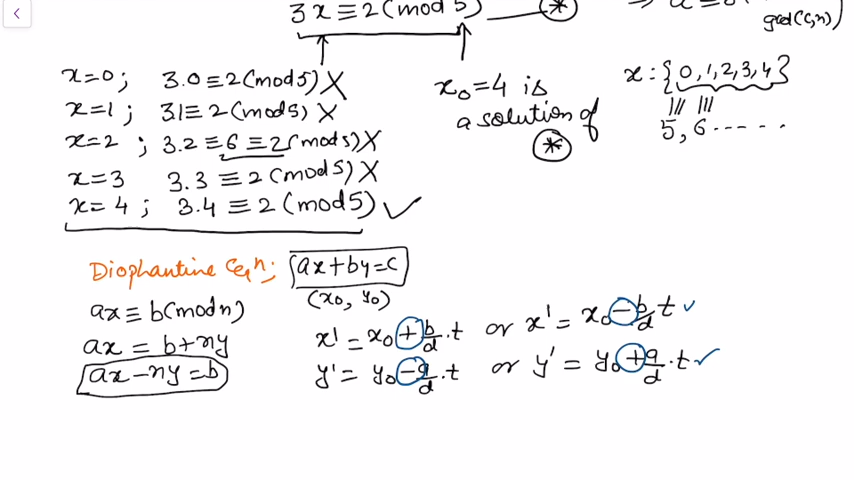 3x ≡ 2 (mod 5) ⊛
gcd(c,n)
x=0; 3.0 ≡ 2 (mod 5) X
x=1; 3.1 ≡ 2 (mod 5) X
x=2; 3.2 ≡ 6 ≡ 2 (mod 5) X
x=3 3.3 ≡ 2 (mod 5) X
x=4; 3.4 ≡ 2 (mod 5) ✓
x₀=4 is
a solution of
⊛
x:{0,1,2,3,4}
5, 6 ......
Diophantine Eqⁿ; ax+by=c
(x₀, y₀)
ax ≡ b (mod n)
ax = b+ny
ax-ny=b
x' = x₀ + b/d . t or x' = x₀ - b/d t ✓
y' = y₀ - a/d . t or y' = y₀ + a/d . t ✓